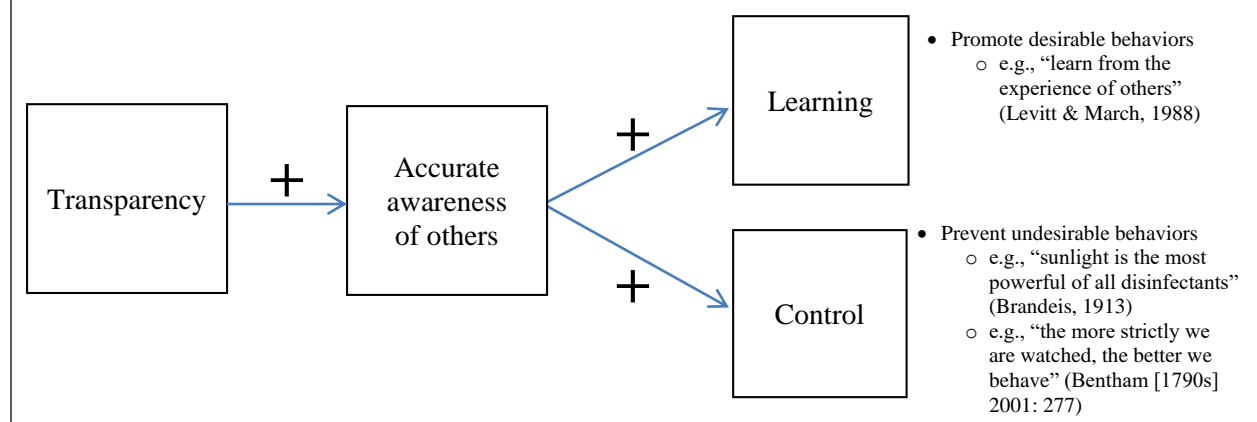 Transparency
+
Accurate
awareness
of others
+
+
Learning
• Promote desirable behaviors
o e.g., “learn from the
experience of others”
(Levitt & March, 1988)
Control
• Prevent undesirable behaviors
o e.g., “sunlight is the most
powerful of all disinfectants”
(Brandeis, 1913)
o e.g., “the more strictly we
are watched, the better we
behave” (Bentham [1790s]
2001: 277)